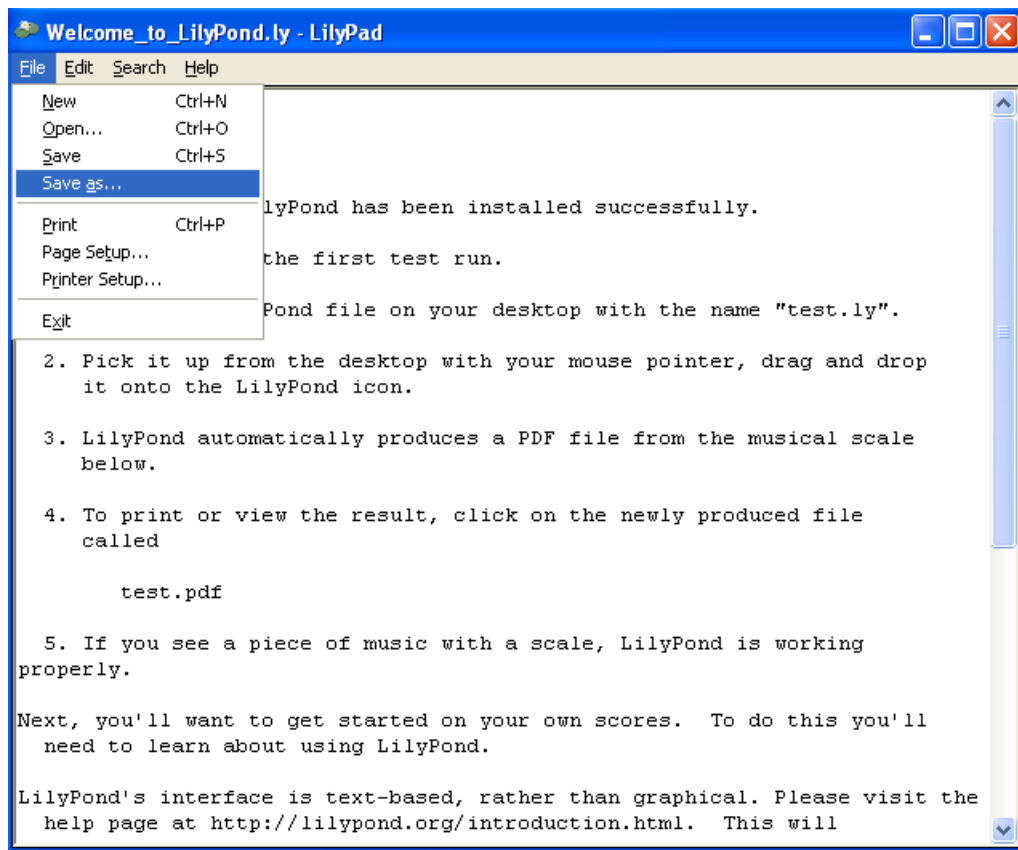 Welcome_to_LilyPond.ly - LilyPad
File Edit Search Help
New Ctrl+N
Open... Ctrl+O
Save Ctrl+S
Save as...
Print Ctrl+P
Page Setup...
Printer Setup...
Exit
lyPond has been installed successfully.
the first test run.
Pond file on your desktop with the name "test.ly".
2. Pick it up from the desktop with your mouse pointer, drag and drop
it onto the LilyPond icon.
3. LilyPond automatically produces a PDF file from the musical scale
below.
4. To print or view the result, click on the newly produced file
called
test.pdf
5. If you see a piece of music with a scale, LilyPond is working
properly.
Next, you'll want to get started on your own scores.  To do this you'll
need to learn about using LilyPond.
LilyPond's interface is text-based, rather than graphical. Please visit the
help page at http://lilypond.org/introduction.html.  This will